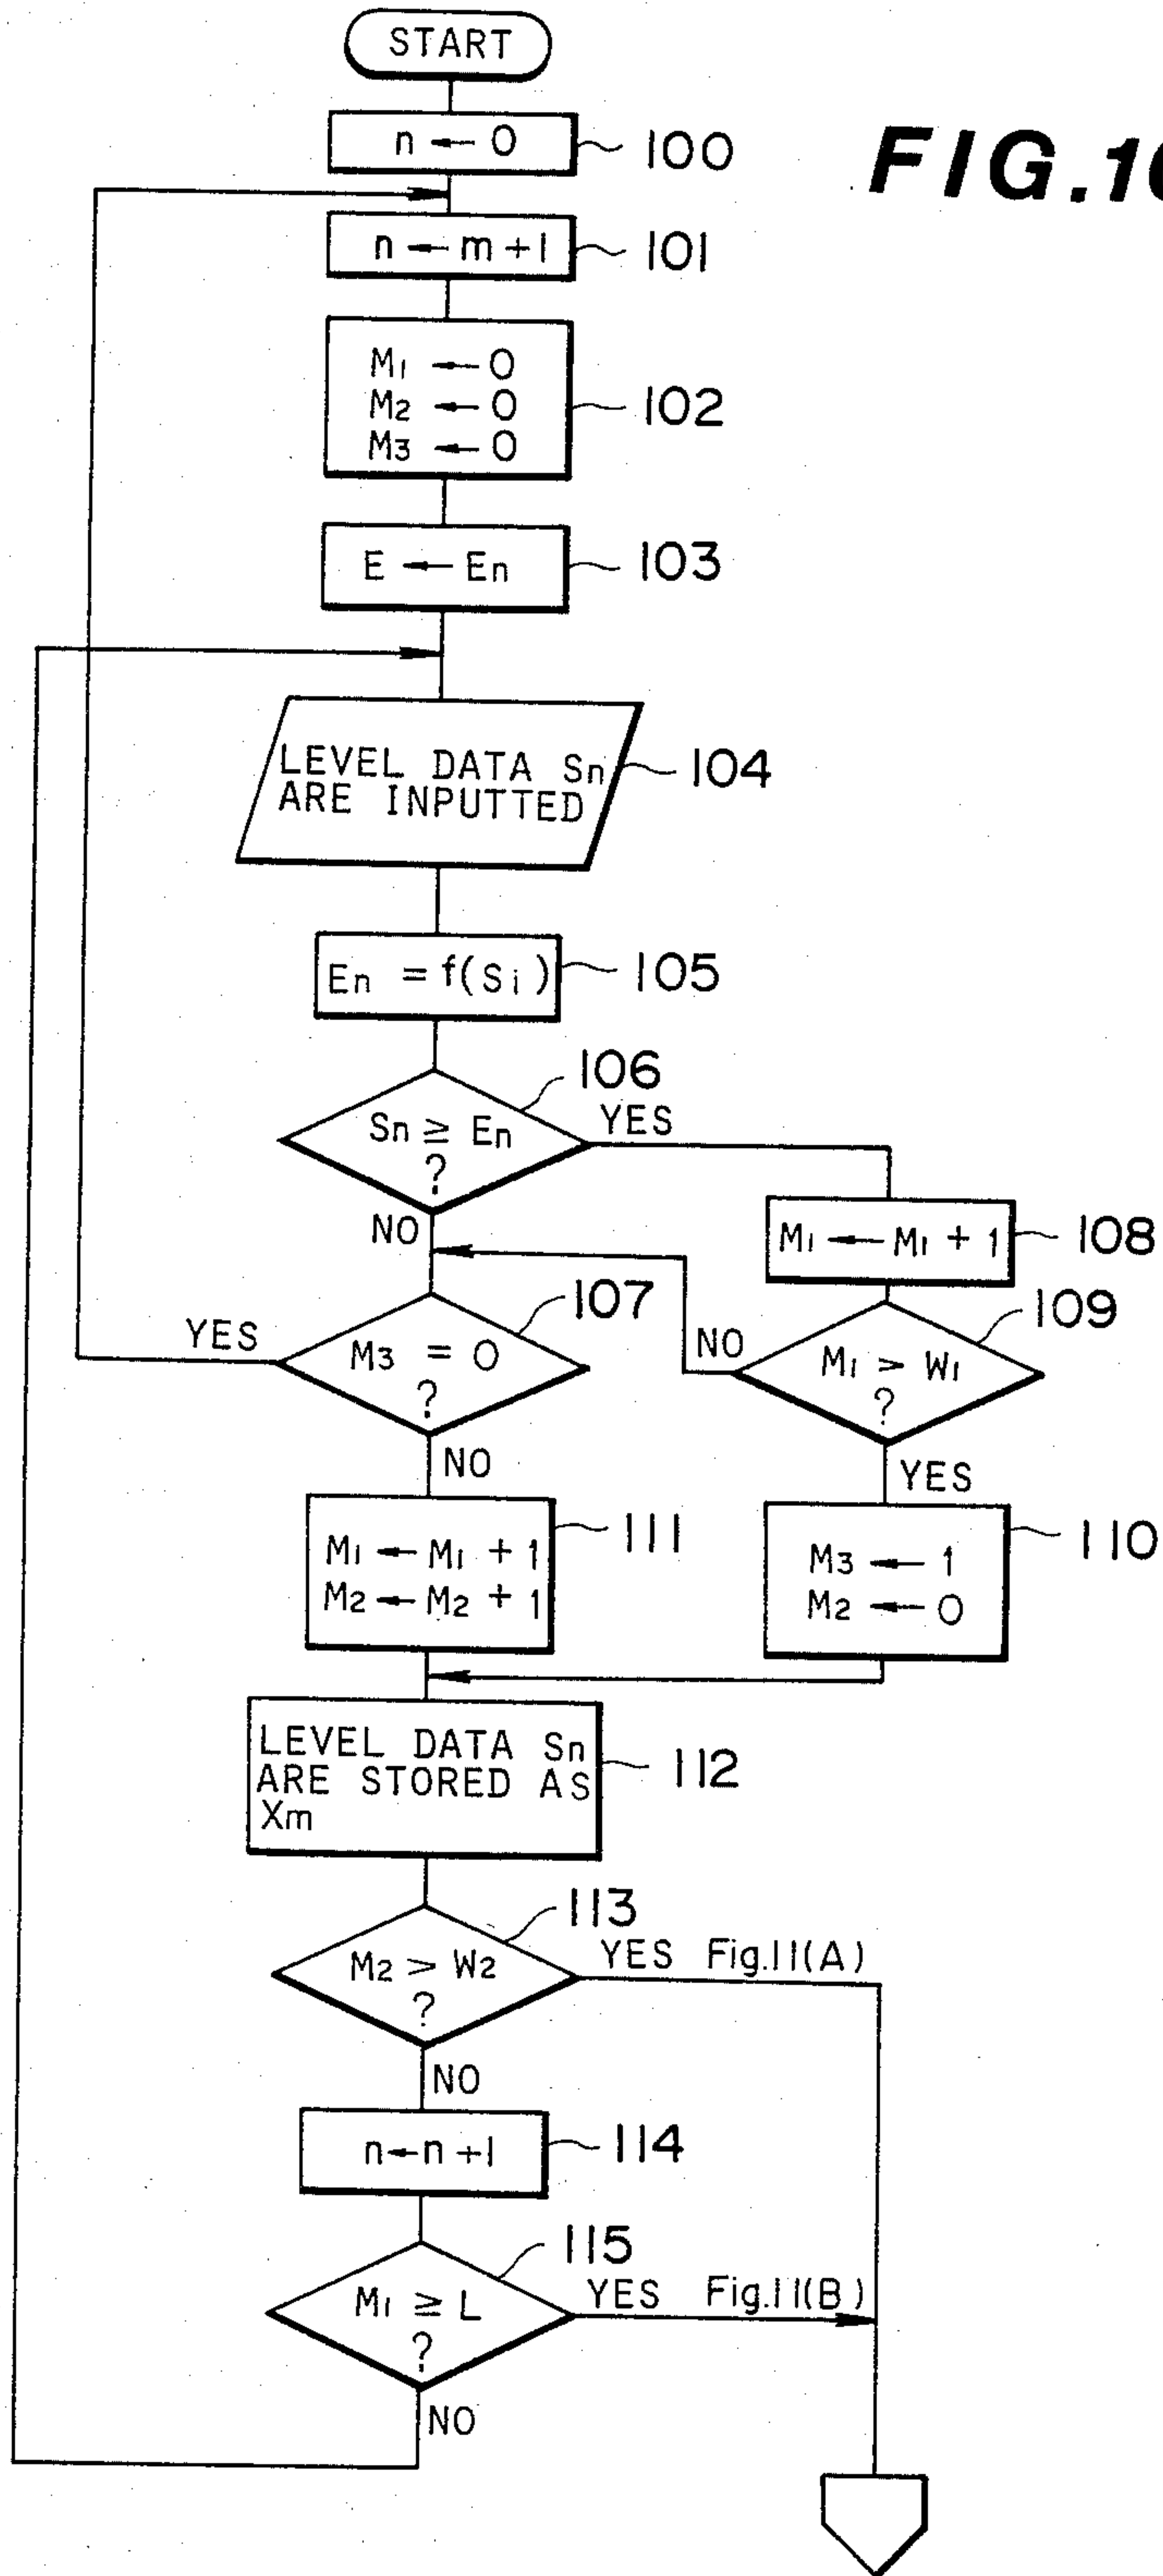 START
n ← 0
100
FIG.10
n ← m + 1
101
M1 ← 0
M2 ← 0
M3 ← 0
102
E ← En
103
LEVEL DATA Sn
ARE INPUTTED
104
En = f(Si)
105
106
Sn ≥ En
?
YES
NO
M1 ← M1 + 1
108
107
YES
M3 = 0
?
NO
109
NO
M1 > W1
?
YES
M1 ← M1 + 1
M2 ← M2 + 1
111
M3 ← 1
M2 ← 0
110
LEVEL DATA Sn
ARE STORED AS
Xm
112
113
M2 > W2
?
YES Fig.11(A)
NO
n ← n + 1
114
115
M1 ≥ L
?
YES Fig.11(B)
NO